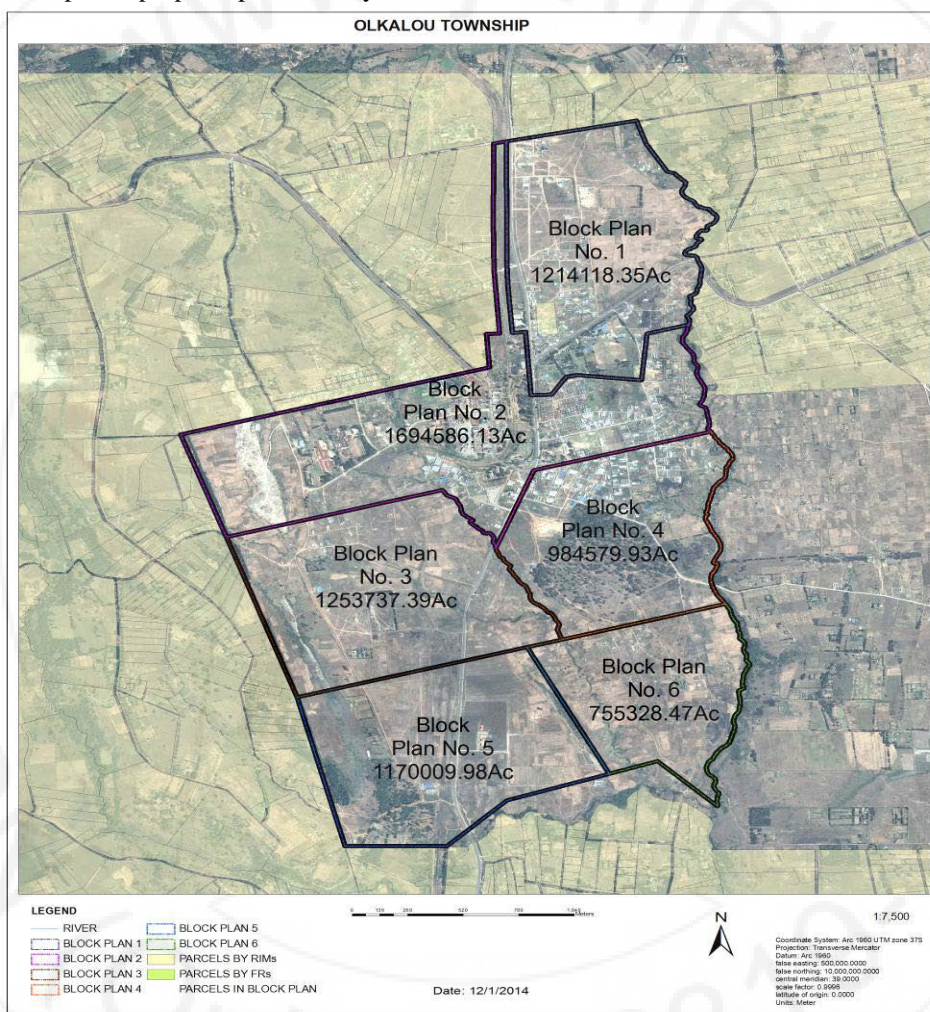 OLKALOU TOWNSHIP
Block Plan
No. 1
1214118.35Ac
Block
Plan No. 2
1694586.13Ac
Block
Plan No. 4
984579.93Ac
Block Plan
No. 3
1253737.39Ac
Block Plan
No. 6
755328.47Ac
Block
Plan No. 5
1170009.98Ac
LEGEND
RIVER
BLOCK PLAN 1
BLOCK PLAN 2
BLOCK PLAN 3
BLOCK PLAN 4
BLOCK PLAN 5
BLOCK PLAN 6
PARCELS BY RIMs
PARCELS BY FRs
PARCELS IN BLOCK PLAN
Meters
Date: 12/1/2014
N
1:7,500
Coordinate System: Arc 1960 UTM zone 37S
Projection: Transverse Mercator
Datum: Arc 1960
false easting: 500,000.0000
false northing: 10,000,000.0000
central meridian: 39.0000
scale factor: 0.9996
latitude of origin: 0.0000
Units: Meter